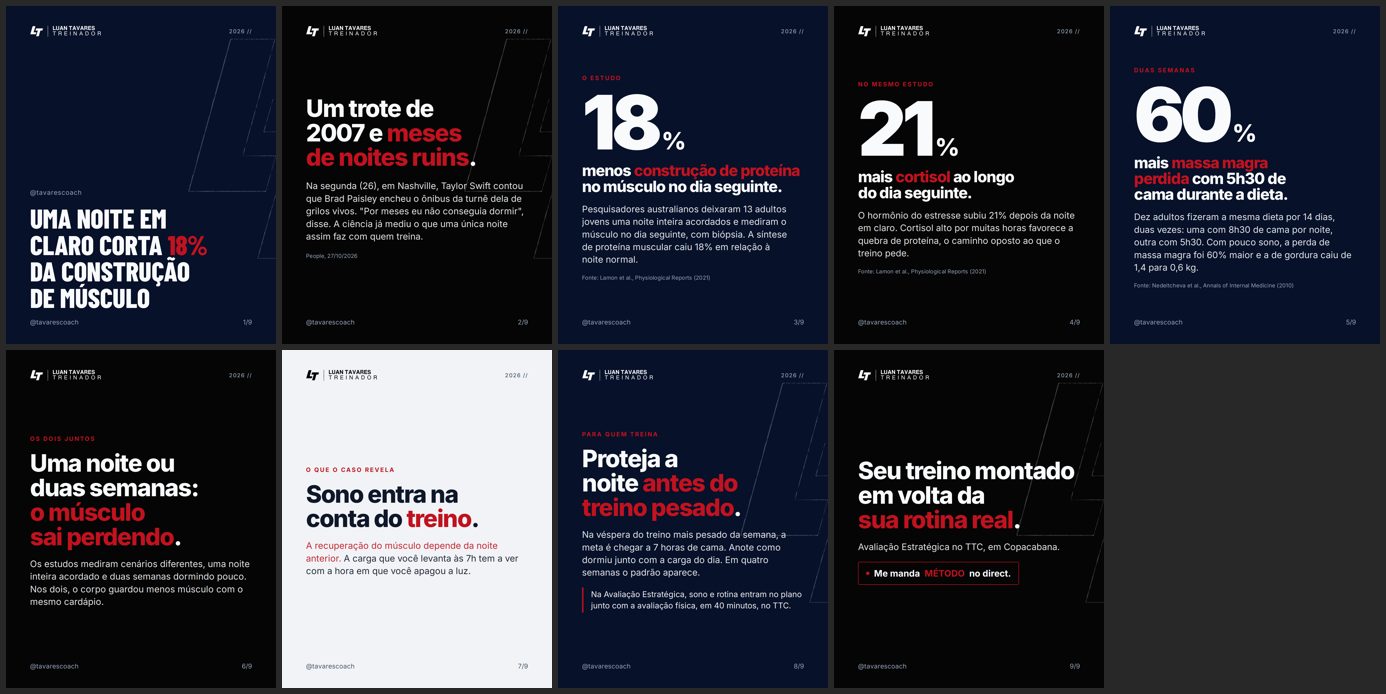 LT LUAN TAVARES
TREINADOR
2026 //
@tavarescoach
UMA NOITE EM
CLARO CORTA 18%
DA CONSTRUÇÃO
DE MÚSCULO
@tavarescoach
1/9
LT LUAN TAVARES
TREINADOR
2026 //
Um trote de
2007 e meses
de noites ruins.
Na segunda (26), em Nashville, Taylor Swift contou
que Brad Paisley encheu o ônibus da turnê dela de
grilos vivos. "Por meses eu não conseguia dormir",
disse. A ciência já mediu o que uma única noite
assim faz com quem treina.
People, 27/10/2026
@tavarescoach
2/9
LT LUAN TAVARES
TREINADOR
2026 //
O ESTUDO
18%
menos construção de proteína
no músculo no dia seguinte.
Pesquisadores australianos deixaram 13 adultos
jovens uma noite inteira acordados e mediram o
músculo no dia seguinte, com biópsia. A síntese
de proteína muscular caiu 18% em relação à
noite normal.
Fonte: Lamon et al., Physiological Reports (2021)
@tavarescoach
3/9
LT LUAN TAVARES
TREINADOR
2026 //
NO MESMO ESTUDO
21%
mais cortisol ao longo
do dia seguinte.
O hormônio do estresse subiu 21% depois da noite
em claro. Cortisol alto por muitas horas favorece a
quebra de proteína, o caminho oposto ao que o
treino pede.
Fonte: Lamon et al., Physiological Reports (2021)
@tavarescoach
4/9
LT LUAN TAVARES
TREINADOR
2026 //
DUAS SEMANAS
60%
mais massa magra
perdida com 5h30 de
cama durante a dieta.
Dez adultos fizeram a mesma dieta por 14 dias,
duas vezes: uma com 8h30 de cama por noite,
outra com 5h30. Com pouco sono, a perda de
massa magra foi 60% maior e a de gordura caiu de
1,4 para 0,6 kg.
Fonte: Nedeltcheva et al., Annals of Internal Medicine (2010)
@tavarescoach
5/9
LT LUAN TAVARES
TREINADOR
2026 //
OS DOIS JUNTOS
Uma noite ou
duas semanas:
o músculo
sai perdendo.
Os estudos mediram cenários diferentes, uma noite
inteira acordado e duas semanas dormindo pouco.
Nos dois, o corpo guardou menos músculo com o
mesmo cardápio.
@tavarescoach
6/9
LT LUAN TAVARES
TREINADOR
2026 //
O QUE O CASO REVELA
Sono entra na
conta do treino.
A recuperação do músculo depende da noite
anterior. A carga que você levanta às 7h tem a ver
com a hora em que você apagou a luz.
@tavarescoach
7/9
LT LUAN TAVARES
TREINADOR
2026 //
PARA QUEM TREINA
Proteja a
noite antes do
treino pesado.
Na véspera do treino mais pesado da semana, a
meta é chegar a 7 horas de cama. Anote como
dormiu junto com a carga do dia. Em quatro
semanas o padrão aparece.
Na Avaliação Estratégica, sono e rotina entram no plano
junto com a avaliação física, em 40 minutos, no TTC.
@tavarescoach
8/9
LT LUAN TAVARES
TREINADOR
2026 //
Seu treino montado
em volta da
sua rotina real.
Avaliação Estratégica no TTC, em Copacabana.
Me manda MÉTODO no direct.
@tavarescoach
9/9